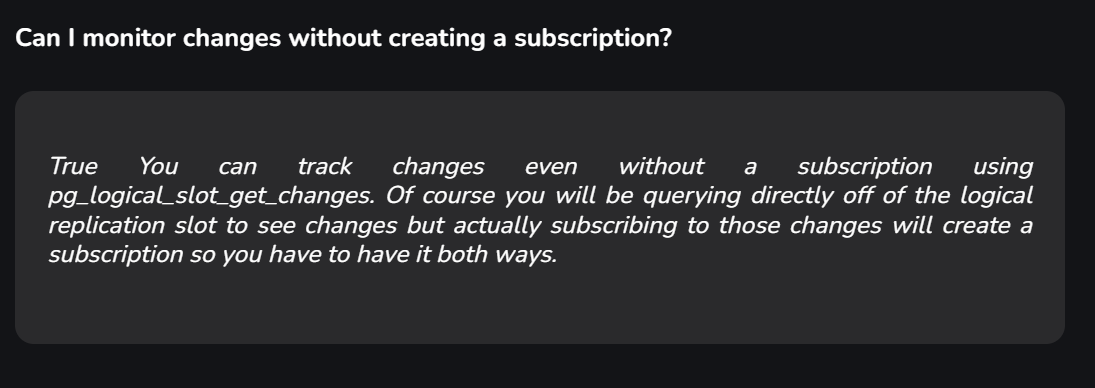 Can I monitor changes without creating a subscription?
True You can track changes even without a subscription using
pg_logical_slot_get_changes. Of course you will be querying directly off of the logical
replication slot to see changes but actually subscribing to those changes will create a
subscription so you have to have it both ways.